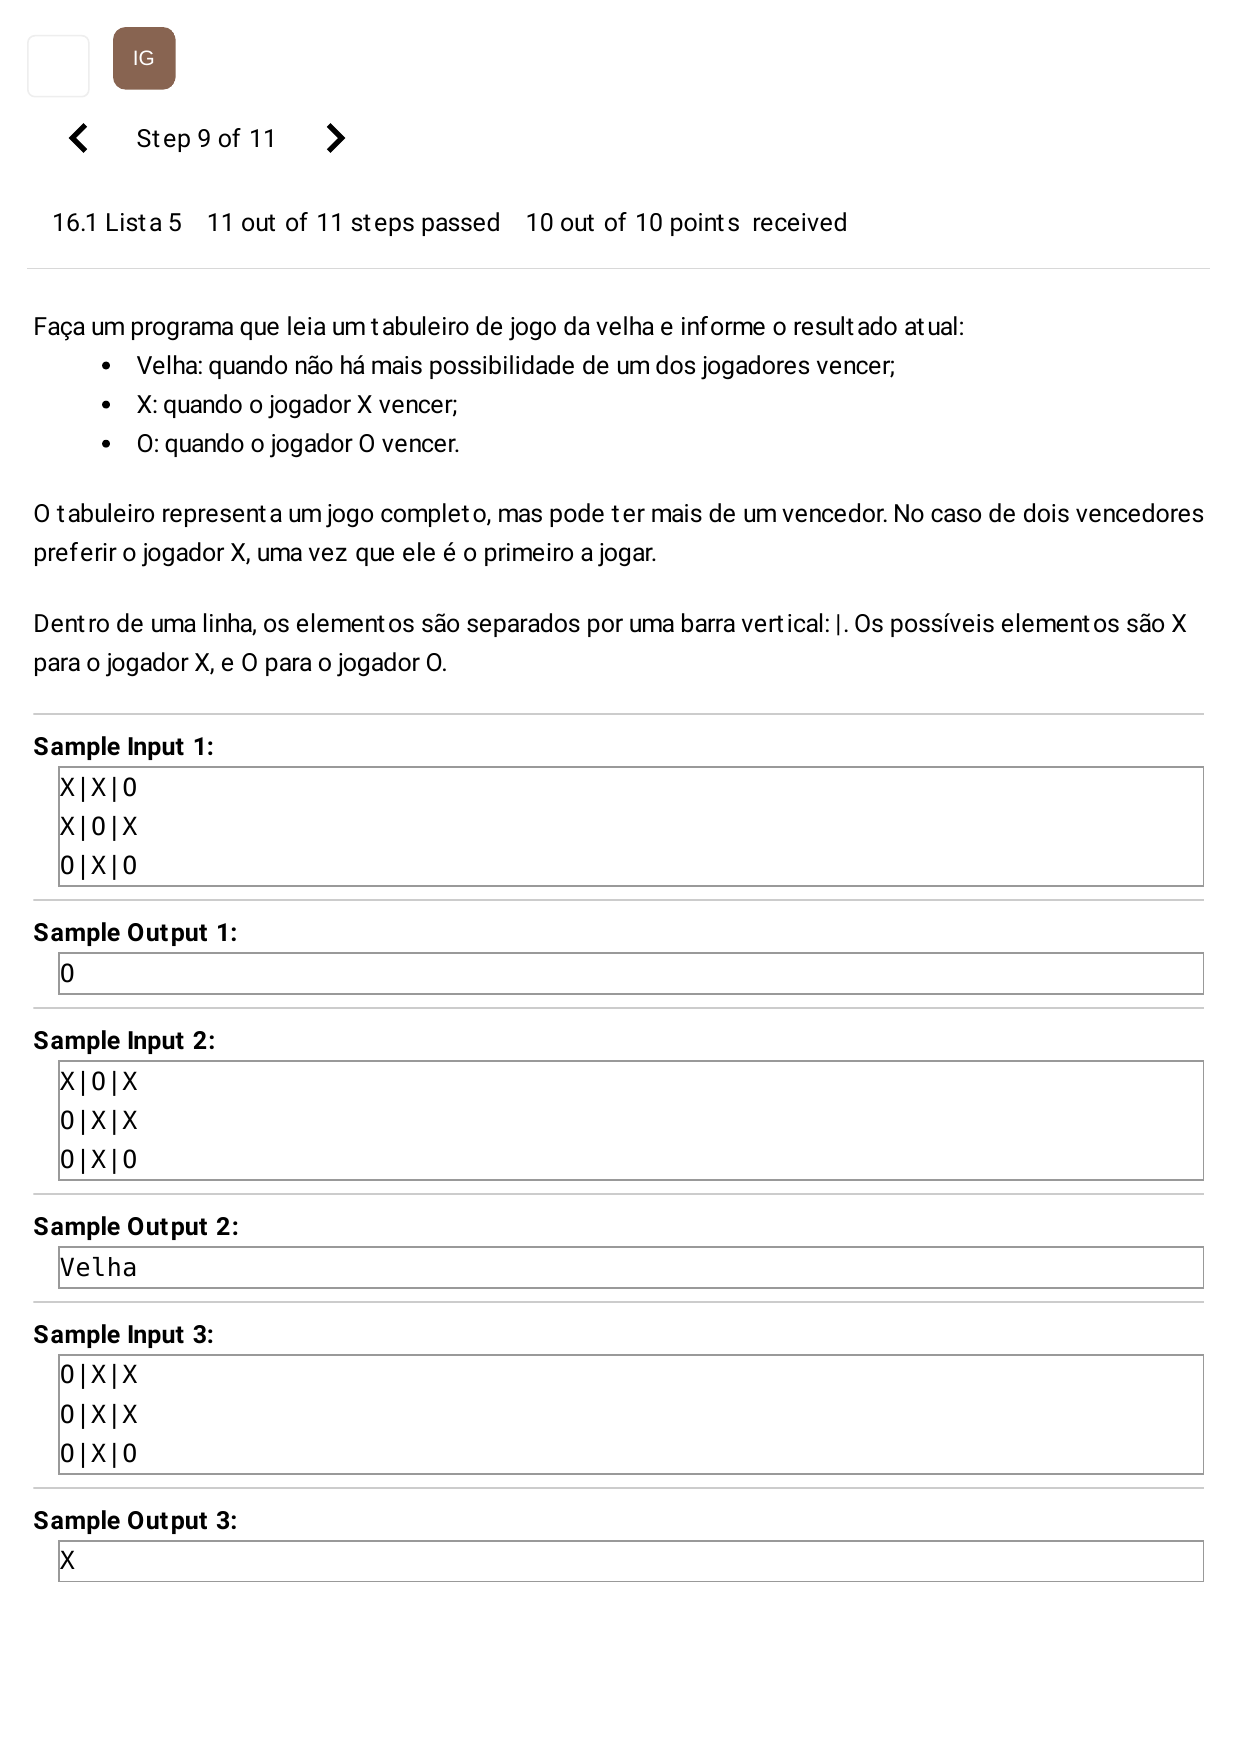 IG
Step 9 of 11
16.1 Lista 5 11 out of 11 steps passed 10 out of 10 points received
Faça um programa que leia um tabuleiro de jogo da velha e informe o resultado atual:
• Velha: quando não há mais possibilidade de um dos jogadores vencer;
• X: quando o jogador X vencer;
• O: quando o jogador O vencer.
O tabuleiro representa um jogo completo, mas pode ter mais de um vencedor. No caso de dois vencedores
preferir o jogador X, uma vez que ele é o primeiro a jogar.
Dentro de uma linha, os elementos são separados por uma barra vertical: |. Os possíveis elementos são X
para o jogador X, e O para o jogador O.
Sample Input 1:
X|X|O
X|O|X
O|X|O
Sample Output 1:
O
Sample Input 2:
X|O|X
O|X|X
O|X|O
Sample Output 2:
Velha
Sample Input 3:
O|X|X
O|X|X
O|X|O
Sample Output 3:
X